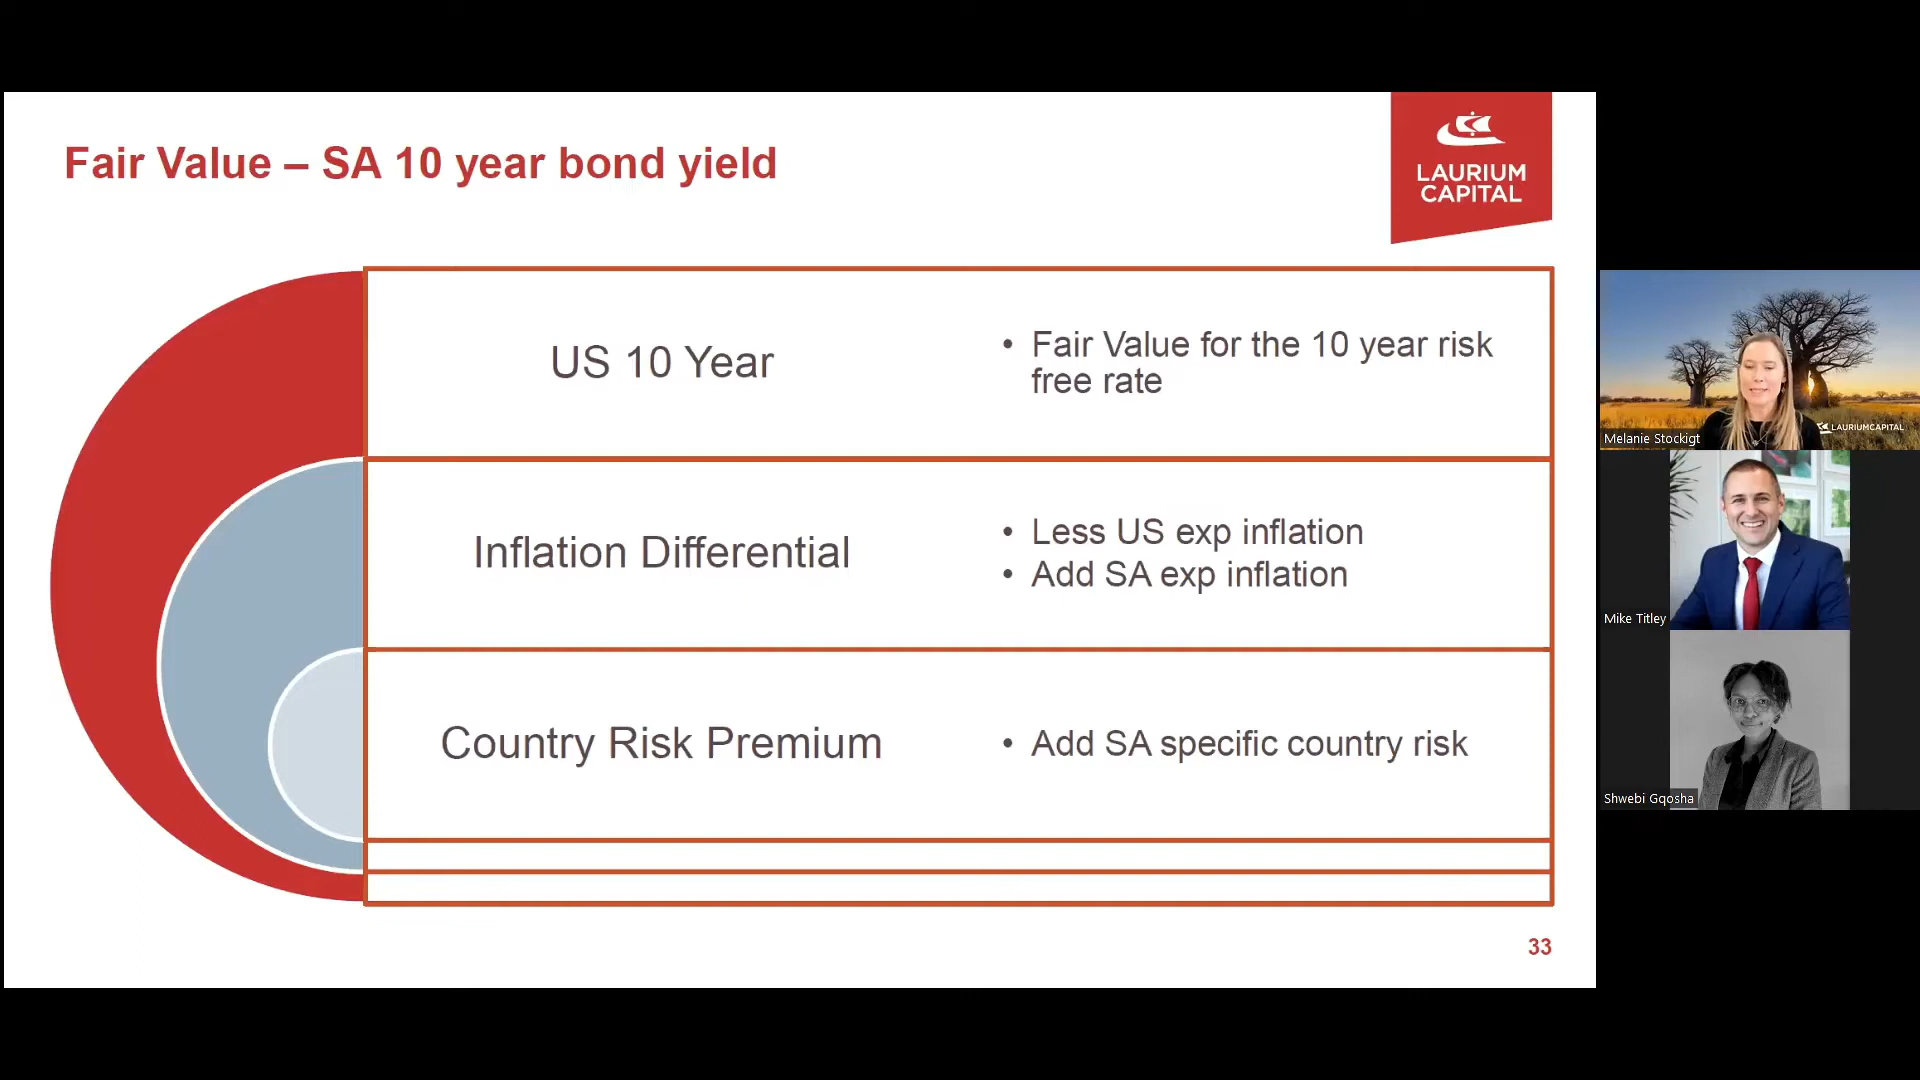 Fair Value – SA 10 year bond yield
LAURIUM
CAPITAL
US 10 Year
• Fair Value for the 10 year risk
free rate
Inflation Differential
• Less US exp inflation
• Add SA exp inflation
Country Risk Premium
• Add SA specific country risk
33
LAURIUMCAPITAL
Melanie Stockigt
Mike Titley
Shwebi Gqosha